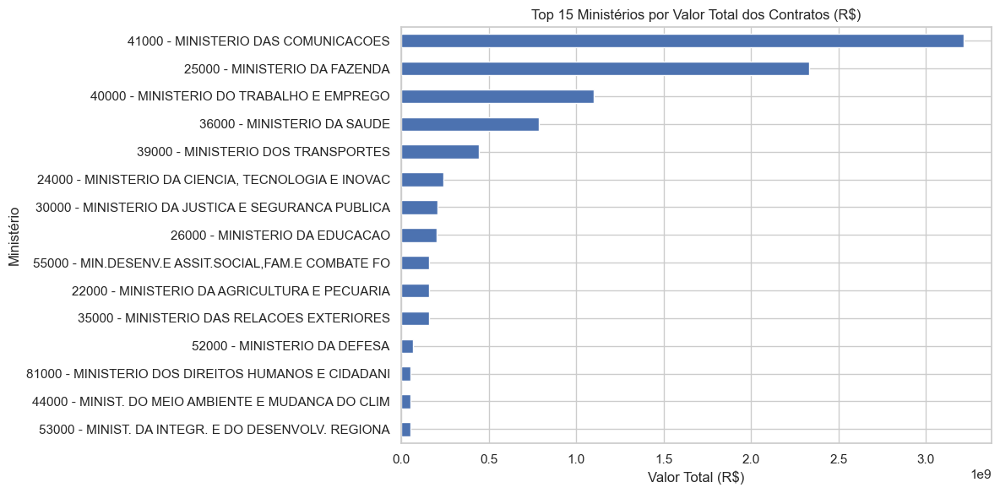 Top 15 Ministérios por Valor Total dos Contratos (R$)
41000 - MINISTERIO DAS COMUNICACOES
25000 - MINISTERIO DA FAZENDA
40000 - MINISTERIO DO TRABALHO E EMPREGO
36000 - MINISTERIO DA SAUDE
39000 - MINISTERIO DOS TRANSPORTES
24000 - MINISTERIO DA CIENCIA, TECNOLOGIA E INOVAC
30000 - MINISTERIO DA JUSTICA E SEGURANCA PUBLICA
26000 - MINISTERIO DA EDUCACAO
55000 - MIN.DESENV.E ASSIT.SOCIAL,FAM.E COMBATE FO
22000 - MINISTERIO DA AGRICULTURA E PECUARIA
35000 - MINISTERIO DAS RELACOES EXTERIORES
52000 - MINISTERIO DA DEFESA
81000 - MINISTERIO DOS DIREITOS HUMANOS E CIDADANI
44000 - MINIST. DO MEIO AMBIENTE E MUDANCA DO CLIM
53000 - MINIST. DA INTEGR. E DO DESENVOLV. REGIONA
Ministério
0.0 0.5 1.0 1.5 2.0 2.5 3.0
1e9
Valor Total (R$)